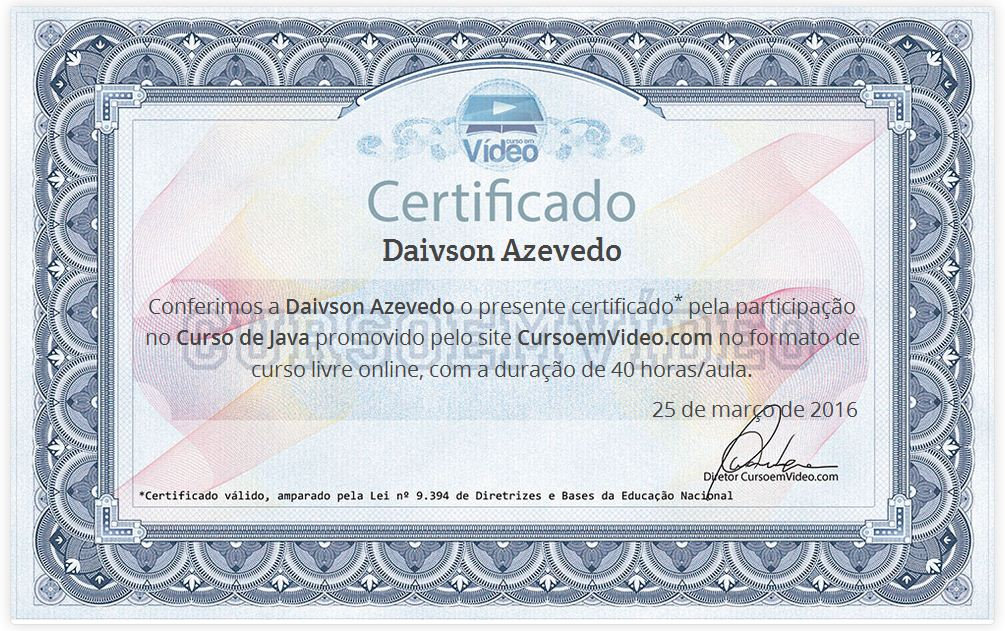 curso em
Vídeo
Certificado
Daivson Azevedo
Conferimos a Daivson Azevedo o presente certificado* pela participação
no Curso de Java promovido pelo site CursoemVideo.com no formato de
curso livre online, com a duração de 40 horas/aula.
CURSOEMVÍDEO
25 de março de 2016
Diretor CursoemVideo.com
*Certificado válido, amparado pela Lei nº 9.394 de Diretrizes e Bases da Educação Nacional